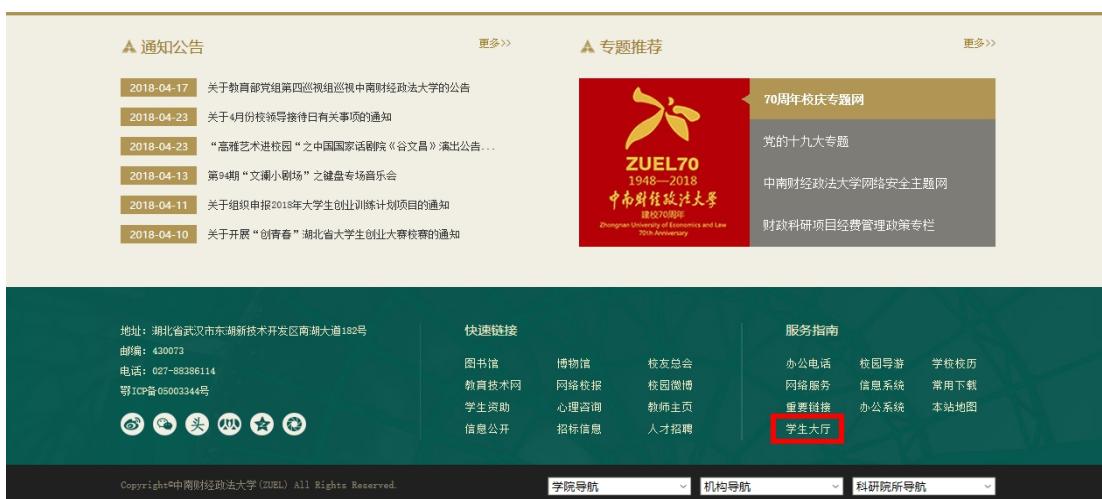 通知公告 更多>>
2018-04-17 关于教育部党组第四巡视组巡视中南财经政法大学的公告
2018-04-23 关于4月份校领导接待日有关事项的通知
2018-04-23 “高雅艺术进校园“之中国国家话剧院《谷文昌》演出公告...
2018-04-13 第94期“文澜小剧场”之键盘专场音乐会
2018-04-11 关于组织申报2018年大学生创业训练计划项目的通知
2018-04-10 关于开展“创青春”湖北省大学生创业大赛校赛的通知
专题推荐 更多>>
ZUEL70
1948—2018
中南财经政法大学
建校70周年
Zhongnan University of Economics and Law
70th Anniversary
70周年校庆专题网
党的十九大专题
中南财经政法大学网络安全主题网
财政科研项目经费管理政策专栏
地址：湖北省武汉市东湖新技术开发区南湖大道182号
邮编：430073
电话：027-88386114
鄂ICP备05003344号
头
快速链接
图书馆 博物馆 校友总会
教育技术网 网络校报 校园微博
学生资助 心理咨询 教师主页
信息公开 招标信息 人才招聘
服务指南
办公电话 校园导游 学校校历
网络服务 信息系统 常用下载
重要链接 办公系统 本站地图
学生大厅
Copyright©中南财经政法大学(ZUEL) All Rights Reserved.
学院导航 机构导航 科研院所导航